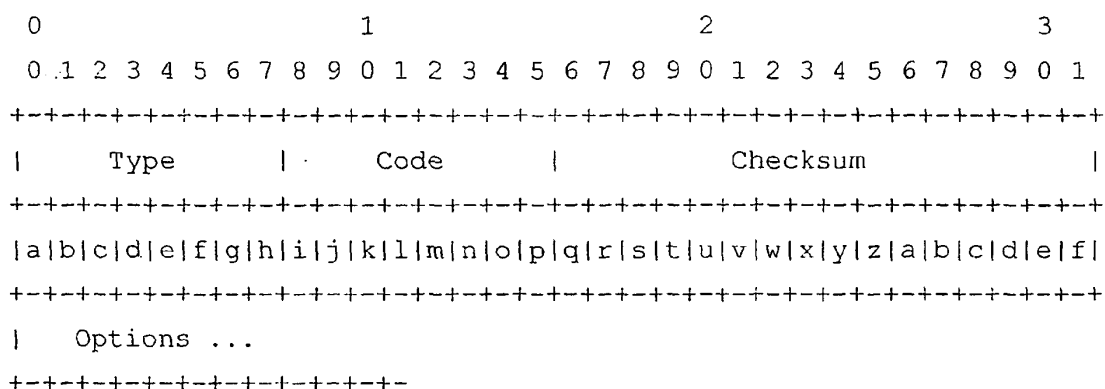 0 1 2 3
0 1 2 3 4 5 6 7 8 9 0 1 2 3 4 5 6 7 8 9 0 1 2 3 4 5 6 7 8 9 0 1
+-+-+-+-+-+-+-+-+-+-+-+-+-+-+-+-+-+-+-+-+-+-+-+-+-+-+-+-+-+-+-+-+
| Type | Code | Checksum |
+-+-+-+-+-+-+-+-+-+-+-+-+-+-+-+-+-+-+-+-+-+-+-+-+-+-+-+-+-+-+-+-+
|a|b|c|d|e|f|g|h|i|j|k|l|m|n|o|p|q|r|s|t|u|v|w|x|y|z|a|b|c|d|e|f|
+-+-+-+-+-+-+-+-+-+-+-+-+-+-+-+-+-+-+-+-+-+-+-+-+-+-+-+-+-+-+-+-+
| Options ...
+-+-+-+-+-+-+-+-+-+-+-+-